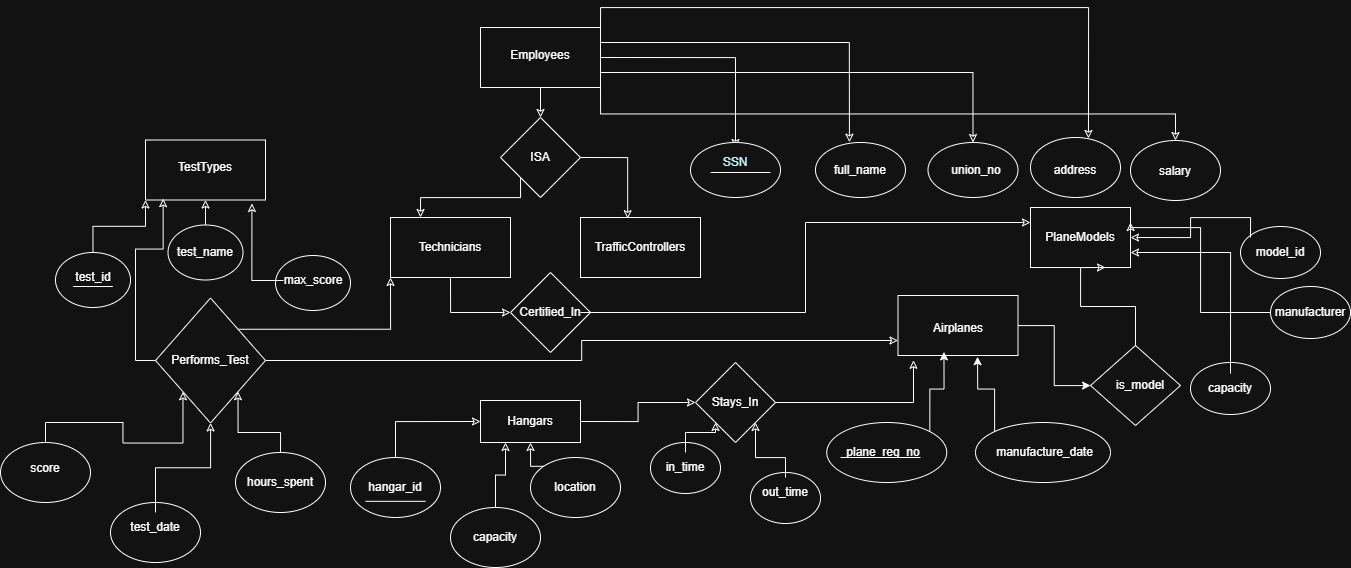 Employees
ISA
SSN
full_name
union_no
address
salary
TestTypes
test_id
test_name
max_score
Technicians
TrafficControllers
PlaneModels
model_id
manufacturer
capacity
Certified_In
Performs_Test
Airplanes
is_model
Hangars
Stays_In
score
test_date
hours_spent
hangar_id
capacity
location
in_time
out_time
plane_req_no
manufacture_date